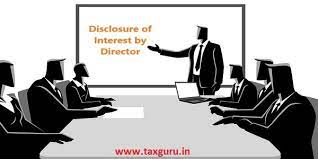 Disclosure of
Interest by
Director
www.taxguru.in